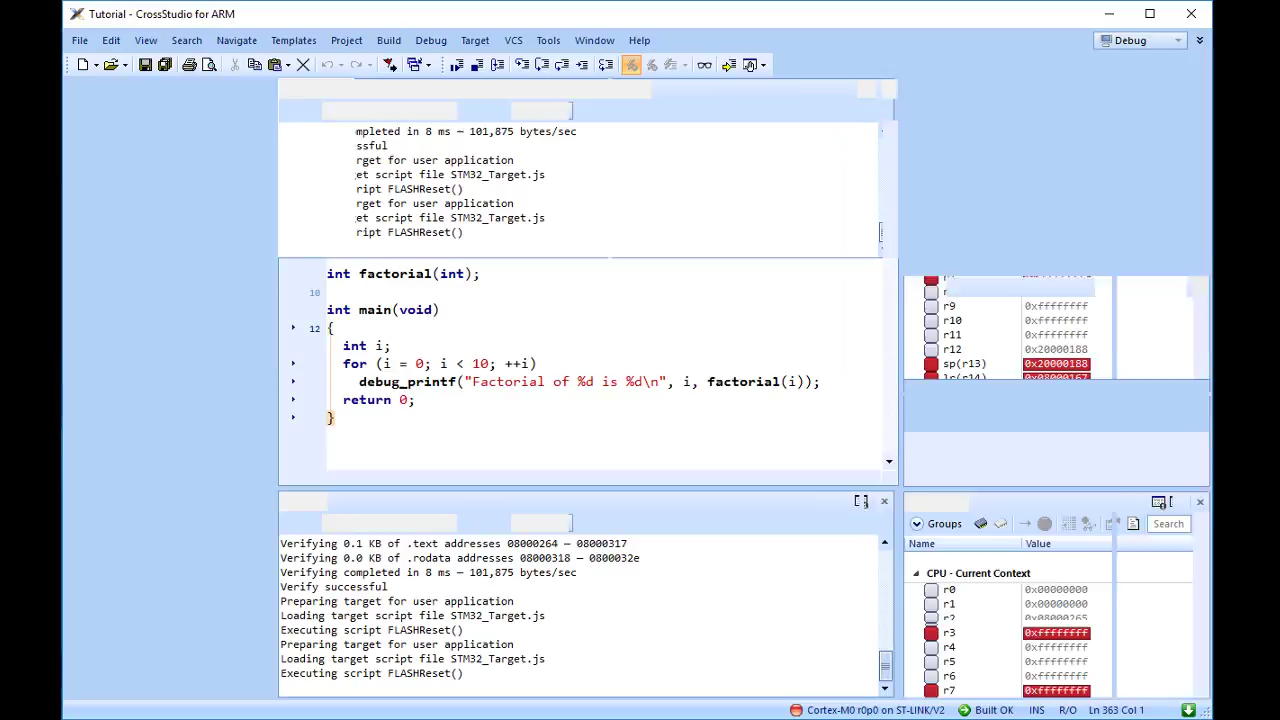 Tutorial - CrossStudio for ARM
File Edit View Search Navigate Templates Project Build Debug Target VCS Tools Window Help
Debug
mpleted in 8 ms — 101,875 bytes/sec
ssful
rget for user application
et script file STM32_Target.js
ript FLASHReset()
rget for user application
et script file STM32_Target.js
ript FLASHReset()
int factorial(int);
10
int main(void)
12 {
int i;
for (i = 0; i < 10; ++i)
debug_printf("Factorial of %d is %d\n", i, factorial(i));
return 0;
}
r9 0xffffffff
r10 0xffffffff
r11 0xffffffff
r12 0x20000188
sp(r13) 0x20000188
lr(r14) 0x08000167
Verifying 0.1 KB of .text addresses 08000264 — 08000317
Verifying 0.0 KB of .rodata addresses 08000318 — 0800032e
Verifying completed in 8 ms — 101,875 bytes/sec
Verify successful
Preparing target for user application
Loading target script file STM32_Target.js
Executing script FLASHReset()
Preparing target for user application
Loading target script file STM32_Target.js
Executing script FLASHReset()
Groups Search
Name Value
CPU - Current Context
r0 0x00000000
r1 0x00000000
r2 0x08000265
r3 0xffffffff
r4 0xffffffff
r5 0xffffffff
r6 0xffffffff
r7 0xffffffff
Cortex-M0 r0p0 on ST-LINK/V2 Built OK INS R/O Ln 363 Col 1